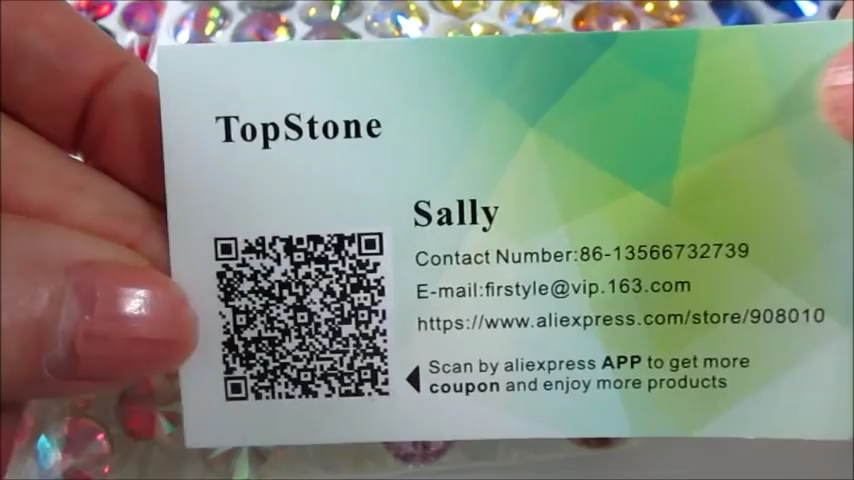 TopStone
Sally
Contact Number:86-13566732739
E-mail:firstyle@vip.163.com
https://www.aliexpress.com/store/908010
Scan by aliexpress APP to get more
coupon and enjoy more products